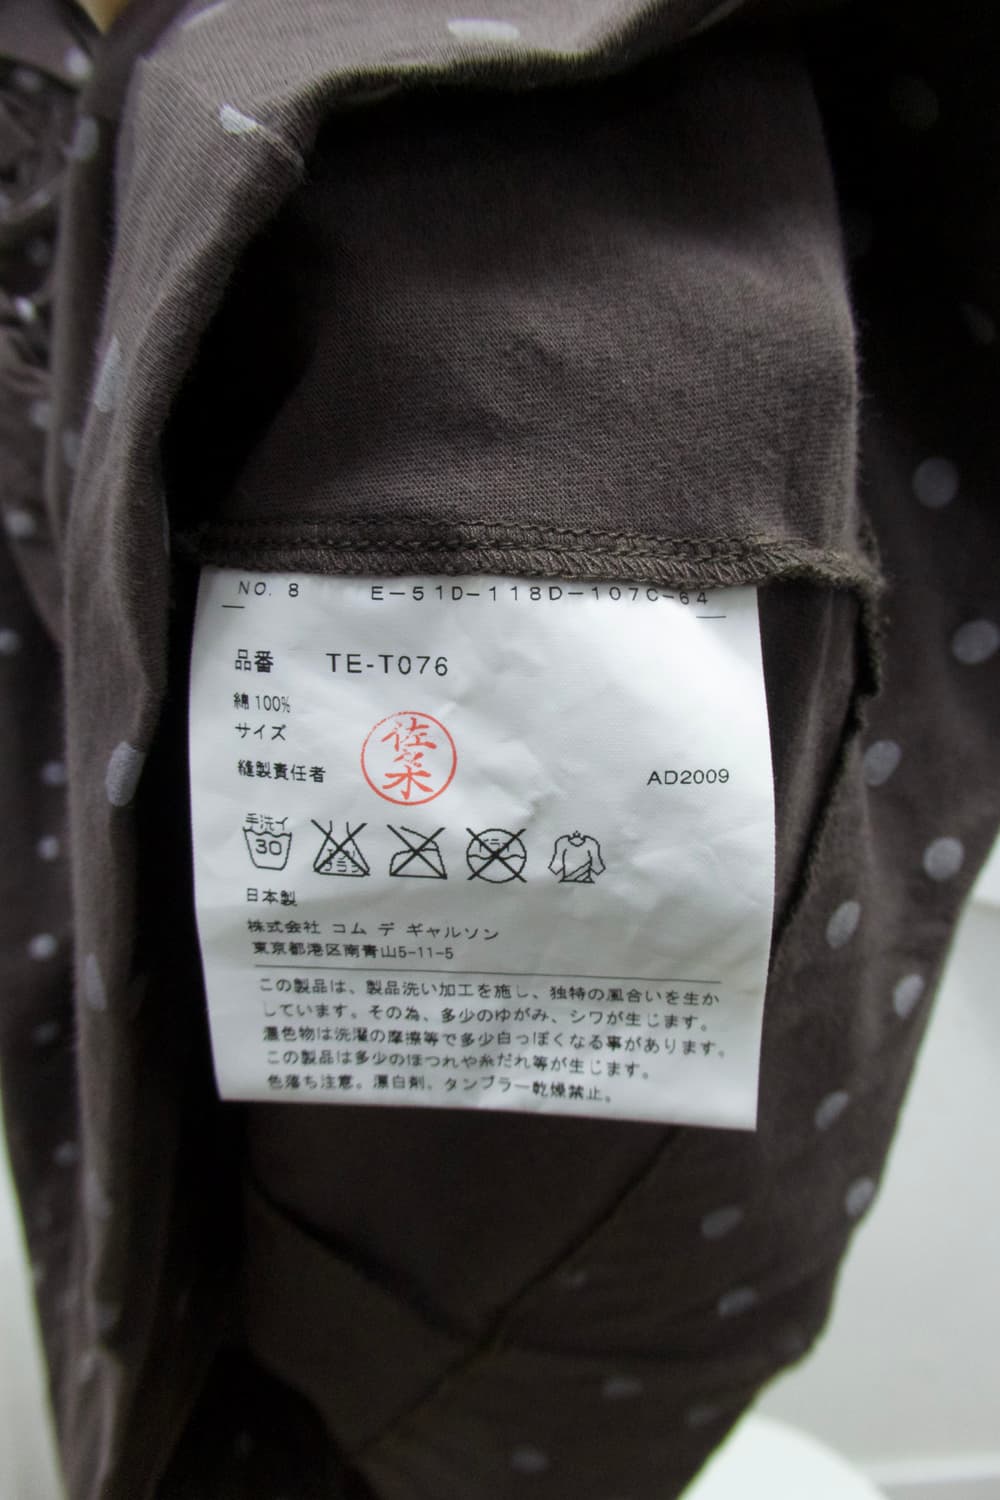 NO. 8 E-51D-118D-107C-64
品番 TE-T076
綿 100%
サイズ
縫製責任者
AD2009
手洗イ
30
日本製
株式会社 コム デ ギャルソン
東京都港区南青山5-11-5
この製品は、製品洗い加工を施し、独特の風合いを生か
しています。その為、多少のゆがみ、シワが生じます。
濃色物は洗濯の摩擦等で多少白っぽくなる事があります。
この製品は多少のほつれや糸だれ等が生じます。
色落ち注意。漂白剤、タンブラー乾燥禁止。